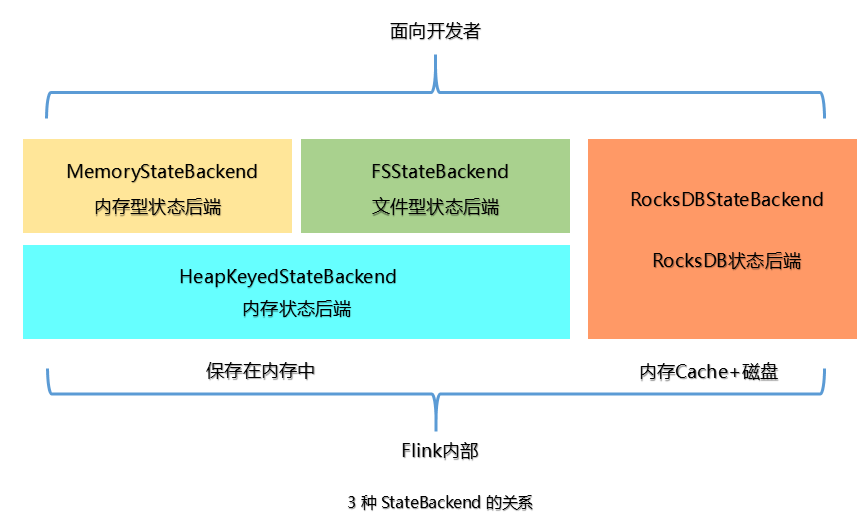 面向开发者
MemoryStateBackend
内存型状态后端
FSStateBackend
文件型状态后端
RocksDBStateBackend
RocksDB状态后端
HeapKeyedStateBackend
内存状态后端
保存在内存中
内存Cache+磁盘
Flink内部
3 种 StateBackend 的关系